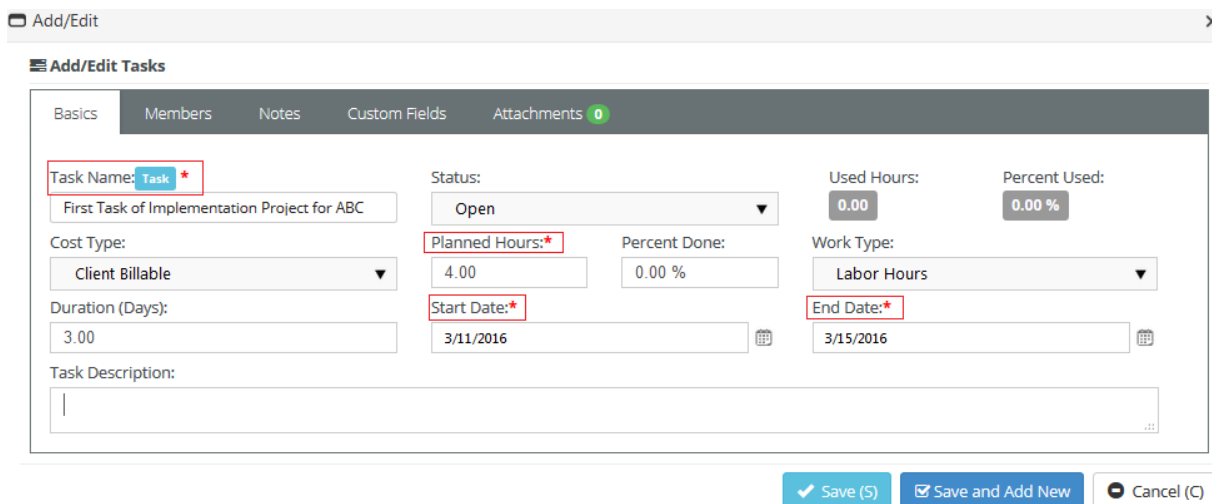 Add/Edit
Add/Edit Tasks
Basics Members Notes Custom Fields Attachments 0
Task Name: Task * Status: Used Hours: Percent Used:
First Task of Implementation Project for ABC Open 0.00 0.00 %
Cost Type: Planned Hours:* Percent Done: Work Type:
Client Billable 4.00 0.00 % Labor Hours
Duration (Days): Start Date:* End Date:*
3.00 3/11/2016 3/15/2016
Task Description:
Save (S) Save and Add New Cancel (C)